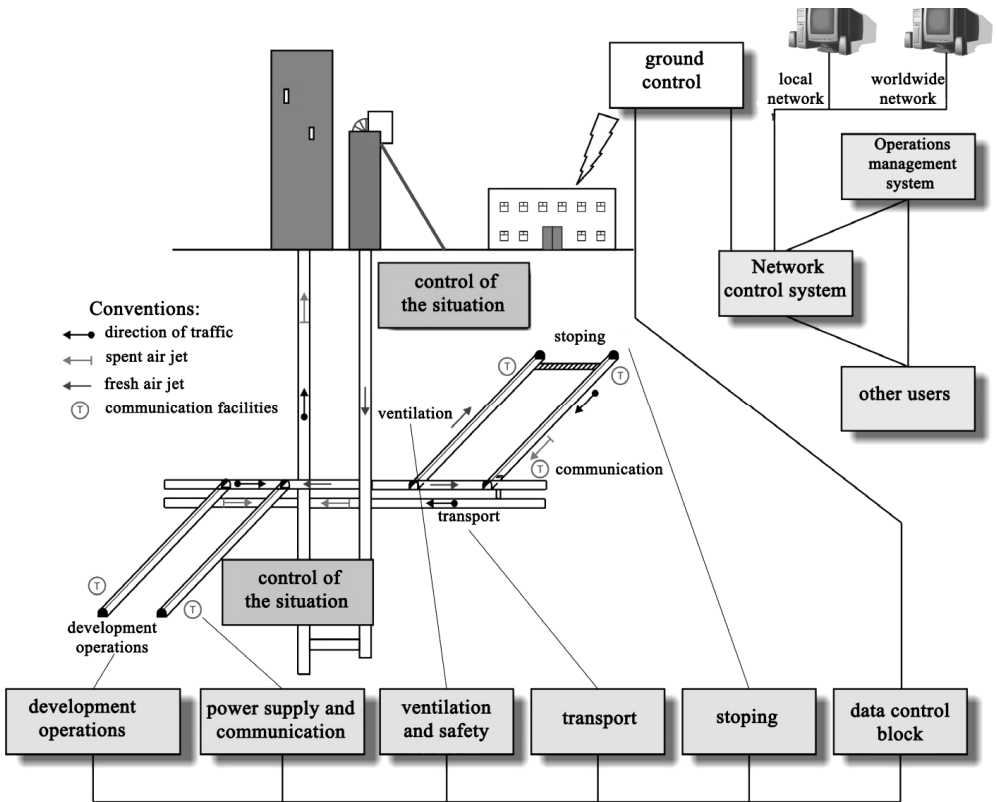 ground
control
local
network
worldwide
network
Operations
management
system
Network
control system
other users
control of
the situation
Conventions:
direction of traffic
spent air jet
fresh air jet
T communication facilities
stoping
T
T
ventilation
T communication
transport
T
T
control of
the situation
development
operations
development
operations
power supply and
communication
ventilation
and safety
transport
stoping
data control
block